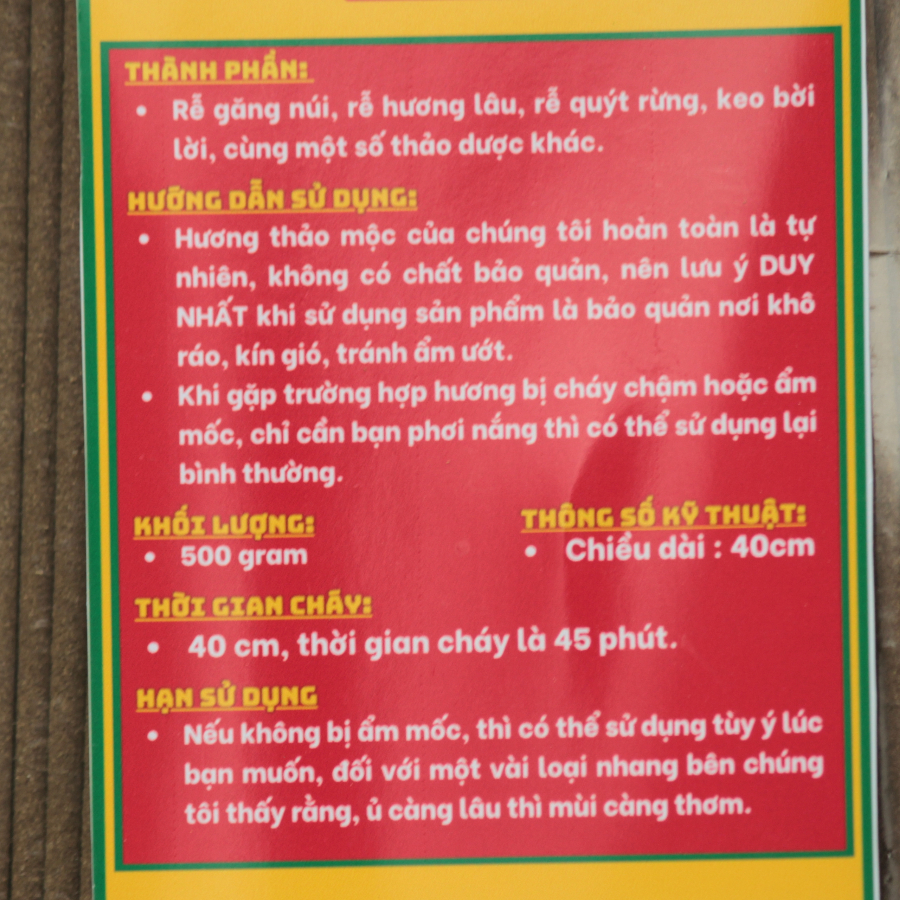 THÀNH PHẦN:
• Rễ găng núi, rễ hương lâu, rễ quýt rừng, keo bời
lời, cùng một số thảo dược khác.
HƯỚNG DẪN SỬ DỤNG:
• Hương thảo mộc của chúng tôi hoàn toàn là tự
nhiên, không có chất bảo quản, nên lưu ý DUY
NHẤT khi sử dụng sản phẩm là bảo quản nơi khô
ráo, kín gió, tránh ẩm ướt.
• Khi gặp trường hợp hương bị cháy chậm hoặc ẩm
mốc, chỉ cần bạn phơi nắng thì có thể sử dụng lại
bình thường.
KHỐI LƯỢNG:
• 500 gram
THÔNG SỐ KỸ THUẬT:
• Chiều dài : 40cm
THỜI GIAN CHÁY:
• 40 cm, thời gian cháy là 45 phút.
HẠN SỬ DỤNG
• Nếu không bị ẩm mốc, thì có thể sử dụng tùy ý lúc
bạn muốn, đối với một vài loại nhang bên chúng
tôi thấy rằng, ủ càng lâu thì mùi càng thơm.